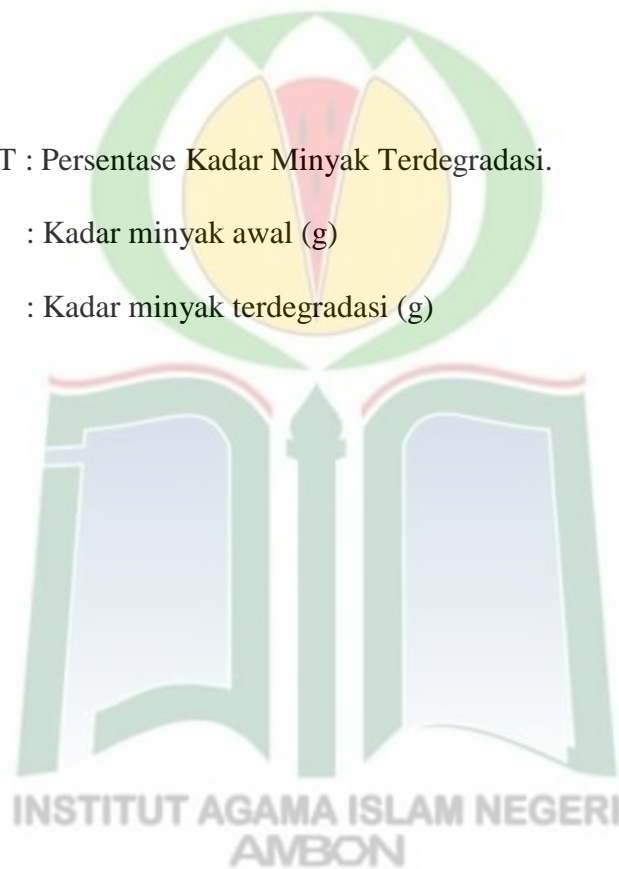 T : Persentase Kadar Minyak Terdegradasi.
: Kadar minyak awal (g)
: Kadar minyak terdegradasi (g)
INSTITUT AGAMA ISLAM NEGERI
AMBON